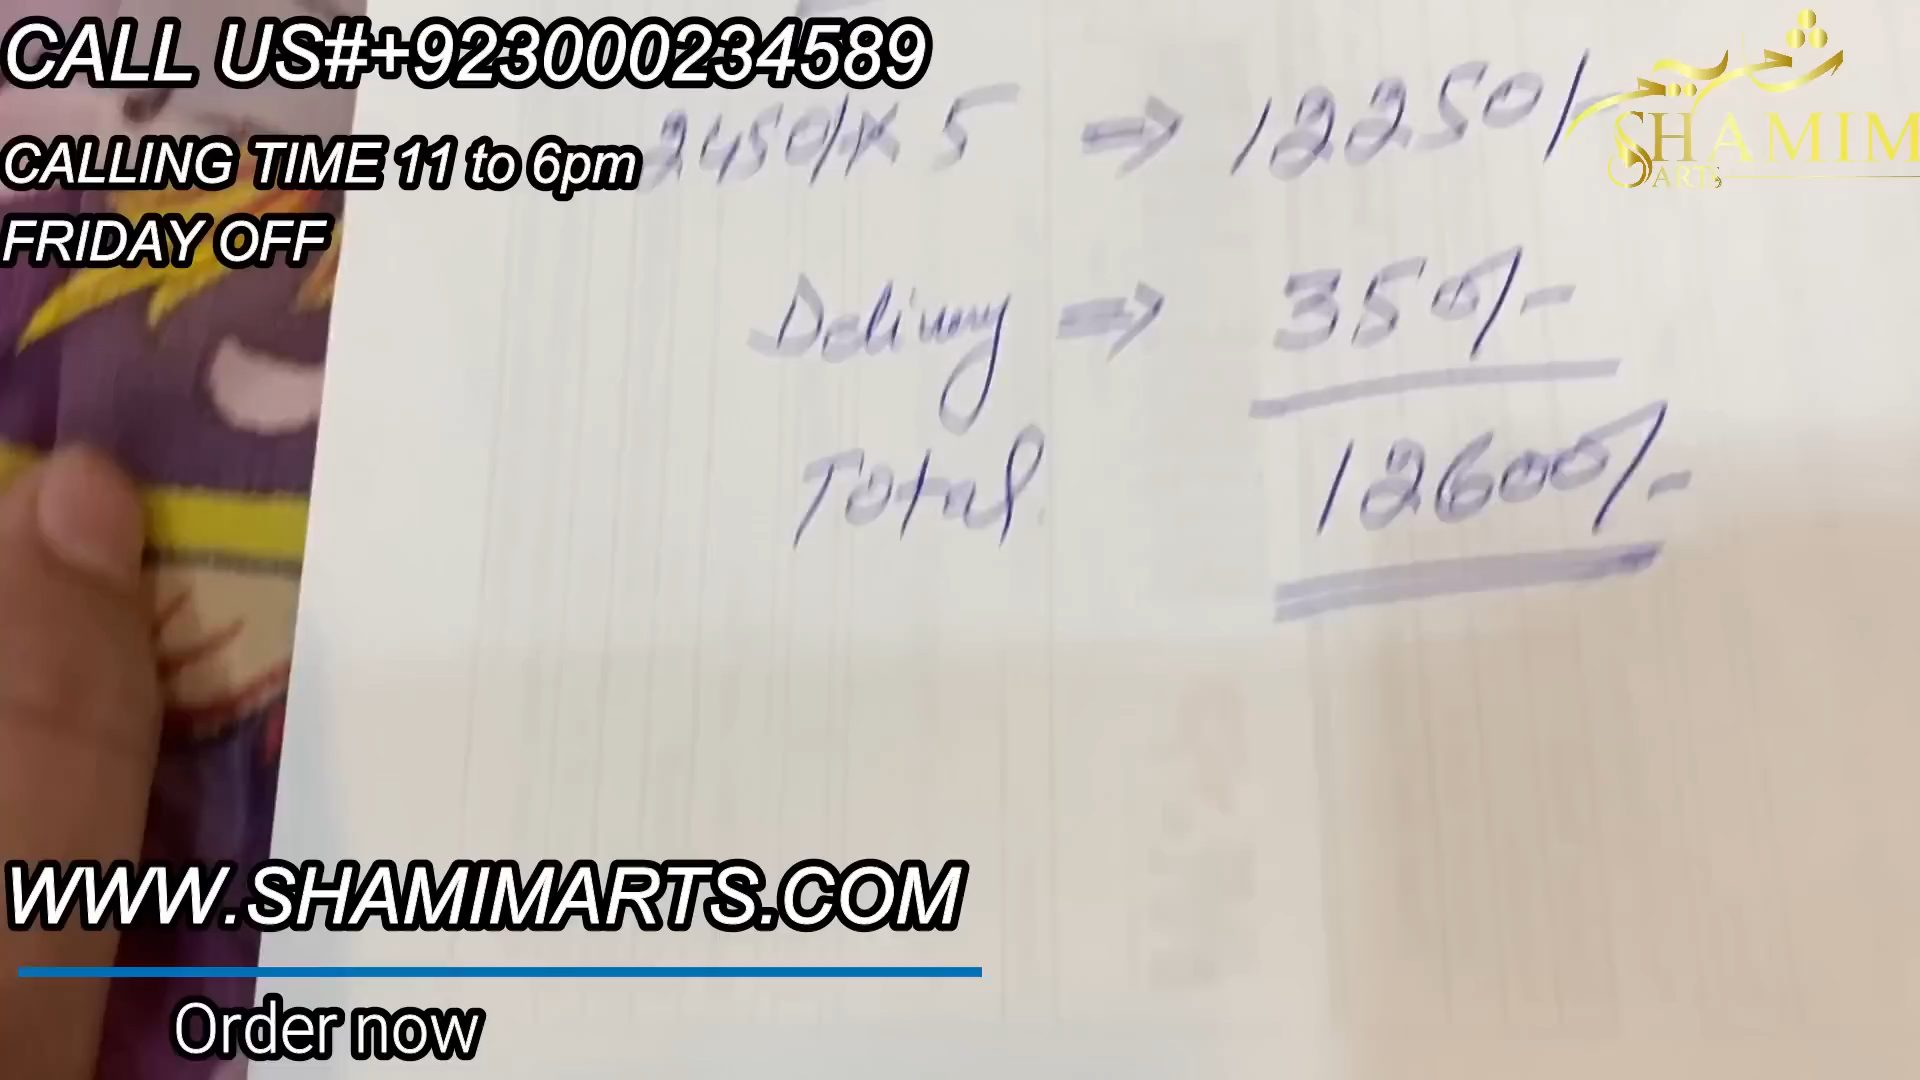 CALL US#+923000234589
CALLING TIME 11 to 6pm
FRIDAY OFF
2450/x 5 ⇒ 12250/-
Delivery ⇒ 350/-
Total 12600/-
SHAMIM
ARTS
WWW.SHAMIMARTS.COM
Order now